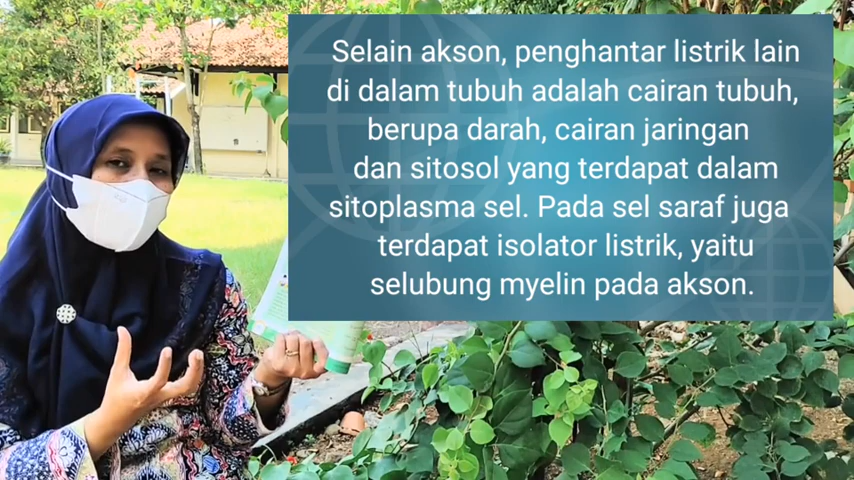 Selain akson, penghantar listrik lain
di dalam tubuh adalah cairan tubuh,
berupa darah, cairan jaringan
dan sitosol yang terdapat dalam
sitoplasma sel. Pada sel saraf juga
terdapat isolator listrik, yaitu
selubung myelin pada akson.